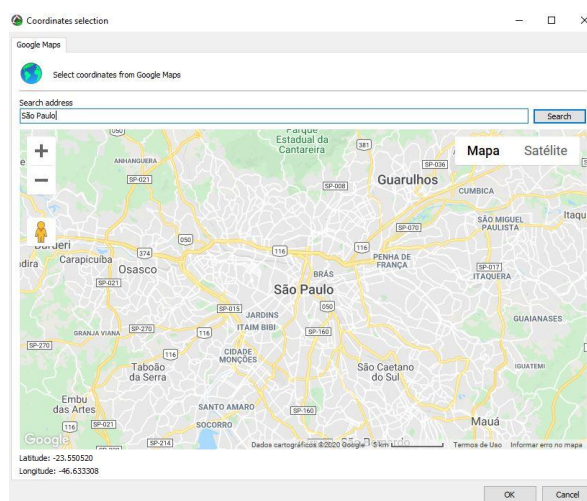 Coordinates selection
Google Maps
Select coordinates from Google Maps
Search address
São Paulo
Search
Parque
Estadual da
Cantareira
050
381
Mapa Satélite
ANHANGUERA
SP-036
SP-021
SP-008
Guarulhos
CUMBICA
SÃO MIGUEL
PAULISTA
Itaqu
SP-070
Barueri
050
116
116
374
Carapicuíba
dira
Osasco
PENHA DE
FRANÇA
BRÁS
SP-017
ITAQUERA
SP-021
São Paulo
SP-015
JARDINS
050
GUAIANASES
GRANJA VIANA
SP-270
116
ITAIM BIBI
SP-160
SP-270
116
CIDADE
MONÇÕES
Taboão
da Serra
São Caetano
do Sul
IGUATEMI
Embu
das Artes
SANTO AMARO
SP-160
Mauá
116
SP-021
SOCORRO
Google
SP-214
Dados cartográficos ©2020 Google
5 km
Termos de Uso
Informar erro no mapa
Latitude: -23.550520
Longitude: -46.633308
OK
Cancel